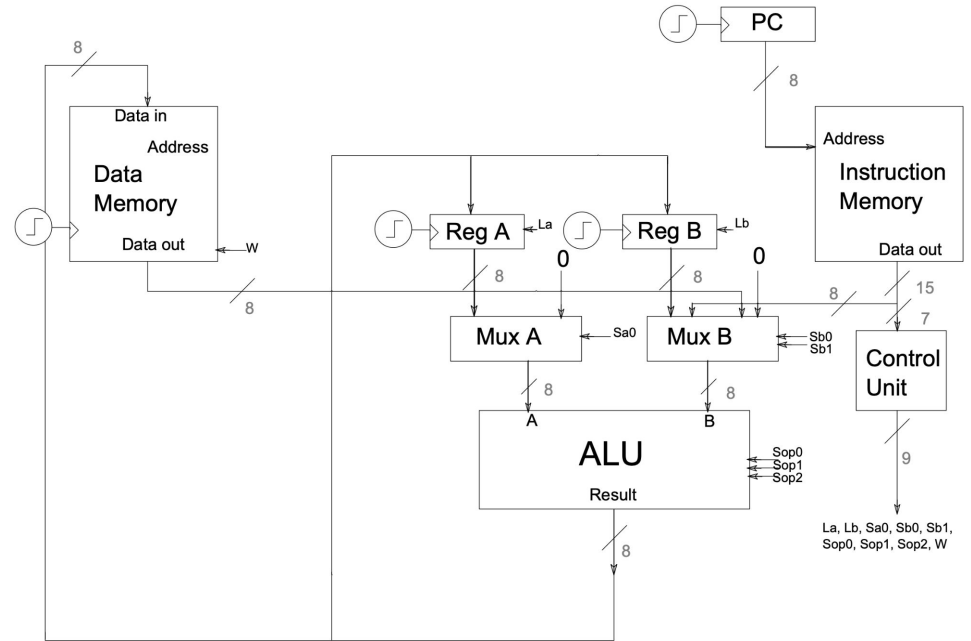 PC
8
8
Data in
Address
Data
Memory
Data out
W
8
Address
Instruction
Memory
Data out
Reg A
La
Reg B
Lb
8
0
8
0
8
15
7
Mux A
Sa0
Mux B
Sb0
Sb1
Control
Unit
8
8
9
A
B
ALU
Sop0
Sop1
Sop2
Result
8
La, Lb, Sa0, Sb0, Sb1,
Sop0, Sop1, Sop2, W